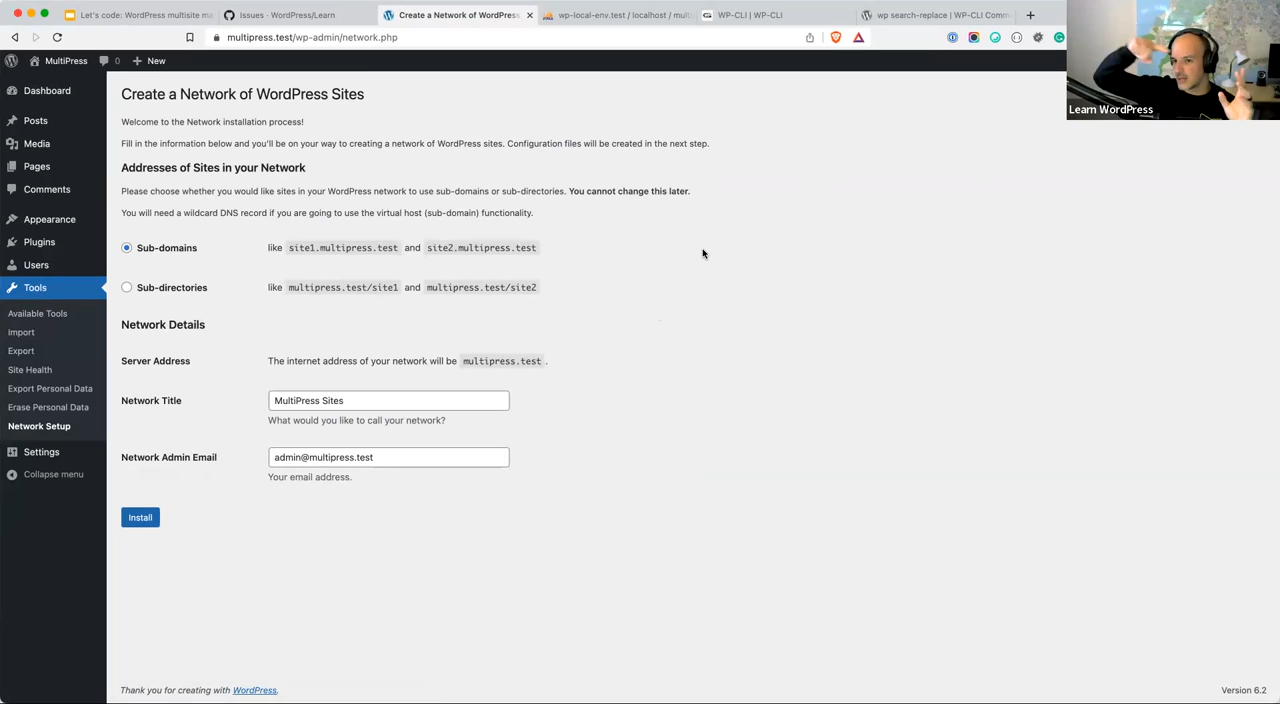 Let's code: WordPress multisite ma
Issues · WordPress/Learn
Create a Network of WordPress
wp-local-env.test / localhost / mult
WP-CLI | WP-CLI
wp search-replace | WP-CLI Comm
multipress.test/wp-admin/network.php
MultiPress
0
New
Learn WordPress
Dashboard
Posts
Media
Pages
Comments
Appearance
Plugins
Users
Tools
Available Tools
Import
Export
Site Health
Export Personal Data
Erase Personal Data
Network Setup
Settings
Collapse menu
Create a Network of WordPress Sites
Welcome to the Network installation process!
Fill in the information below and you'll be on your way to creating a network of WordPress sites. Configuration files will be created in the next step.
Addresses of Sites in your Network
Please choose whether you would like sites in your WordPress network to use sub-domains or sub-directories. You cannot change this later.
You will need a wildcard DNS record if you are going to use the virtual host (sub-domain) functionality.
Sub-domains like site1.multipress.test and site2.multipress.test
Sub-directories like multipress.test/site1 and multipress.test/site2
Network Details
Server Address The internet address of your network will be multipress.test .
Network Title MultiPress Sites
What would you like to call your network?
Network Admin Email admin@multipress.test
Your email address.
Install
Thank you for creating with WordPress.
Version 6.2